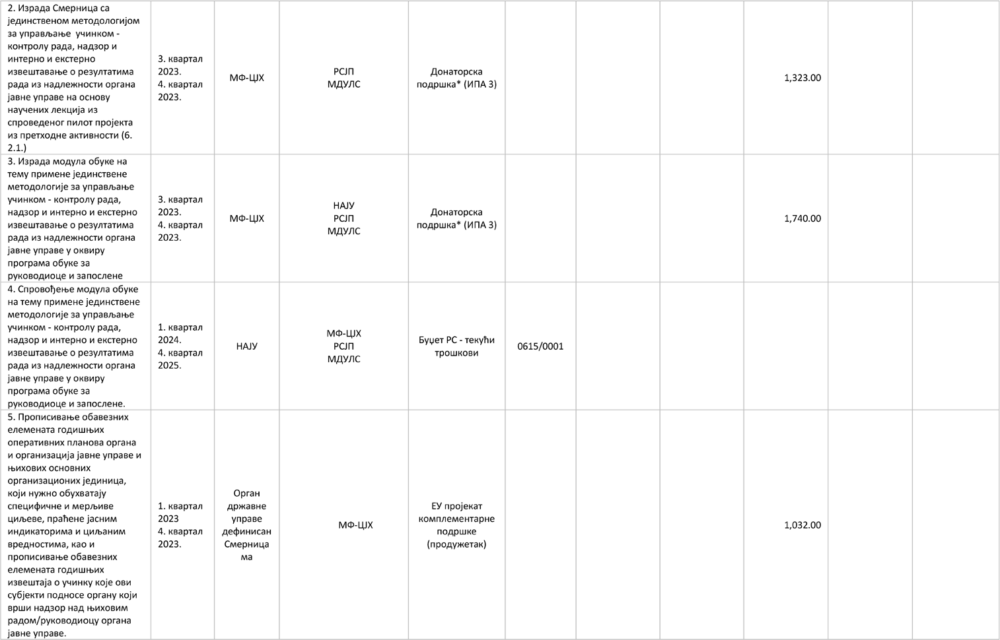 2. Израда Смерница са
јединственом методологијом
за управљање  учинком -
контролу рада, надзор и
интерно и екстерно
извештавање о резултатима
рада из надлежности органа
јавне управе на основу
научених лекција из
спроведеног пилот пројекта
из претходне активности (6.
2.1.)
3. квартал
2023.
4. квартал
2023.
МФ-ЦЈХ
РСЈП
МДУЛС
Донаторска
подршка* (ИПА 3)
1,323.00
3. Израда модула обуке на
тему примене јединствене
методологије за управљање
учинком - контролу рада,
надзор и интерно и екстерно
извештавање о резултатима
рада из надлежности органа
јавне управе у оквиру
програма обуке за
руководиоце и запослене
3. квартал
2023.
4. квартал
2023.
МФ-ЦЈХ
НАЈУ
РСЈП
МДУЛС
Донаторска
подршка* (ИПА 3)
1,740.00
4. Спровођење модула обуке
на тему примене јединствене
методологије за управљање
учинком - контролу рада,
надзор и интерно и екстерно
извештавање о резултатима
рада из надлежности органа
јавне управе у оквиру
програма обуке за
руководиоце и запослене.
1. квартал
2024.
4. квартал
2025.
НАЈУ
МФ-ЦЈХ
РСЈП
МДУЛС
Буџет РС - текући
трошкови
0615/0001
5. Прописивање обавезних
елемената годишњих
оперативних планова органа
и организација јавне управе и
њихових основних
организационих јединица,
који нужно обухватају
специфичне и мерљиве
циљеве, праћене јасним
индикаторима и циљаним
вредностима, као и
прописивање обавезних
елемената годишњих
извештаја о учинку које ови
субјекти подносе органу који
врши надзор над њиховим
радом/руководиоцу органа
јавне управе.
1. квартал
2023
4. квартал
2023.
Орган
државне
управе
дефинисан
Смерница
ма
МФ-ЦЈХ
ЕУ пројекат
комплементарне
подршке
(продужетак)
1,032.00